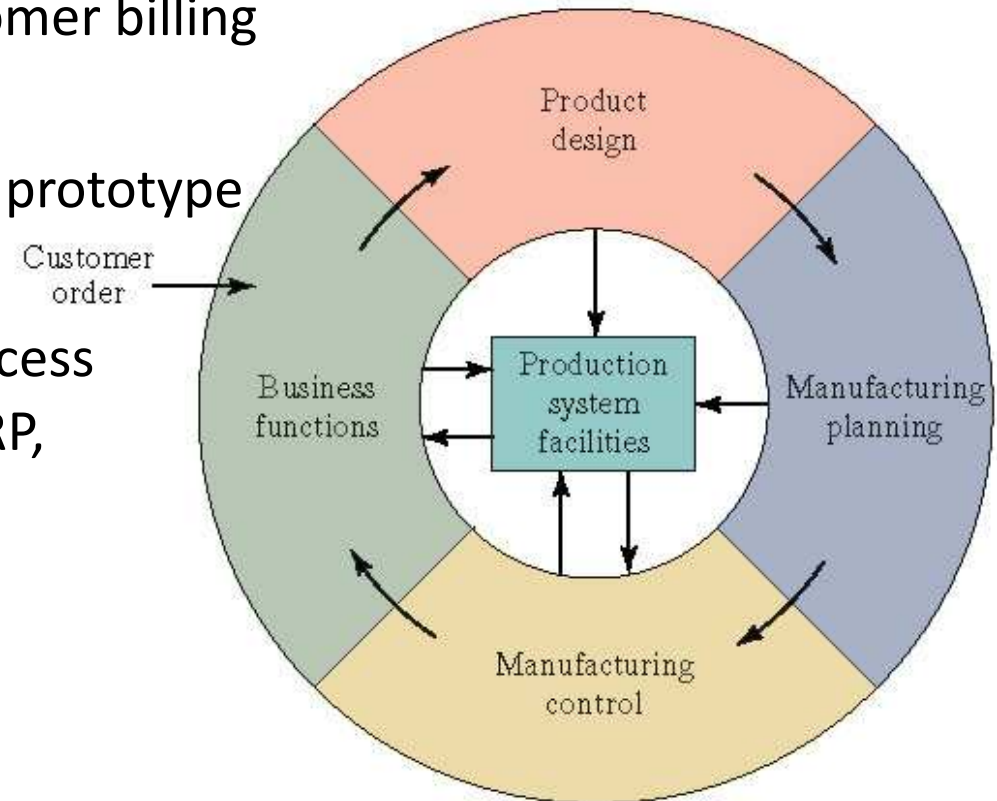 omer billing
prototype
cess
RP,
Customer
order
Product
design
Business
functions
Production
system
facilities
Manufacturing
planning
Manufacturing
control